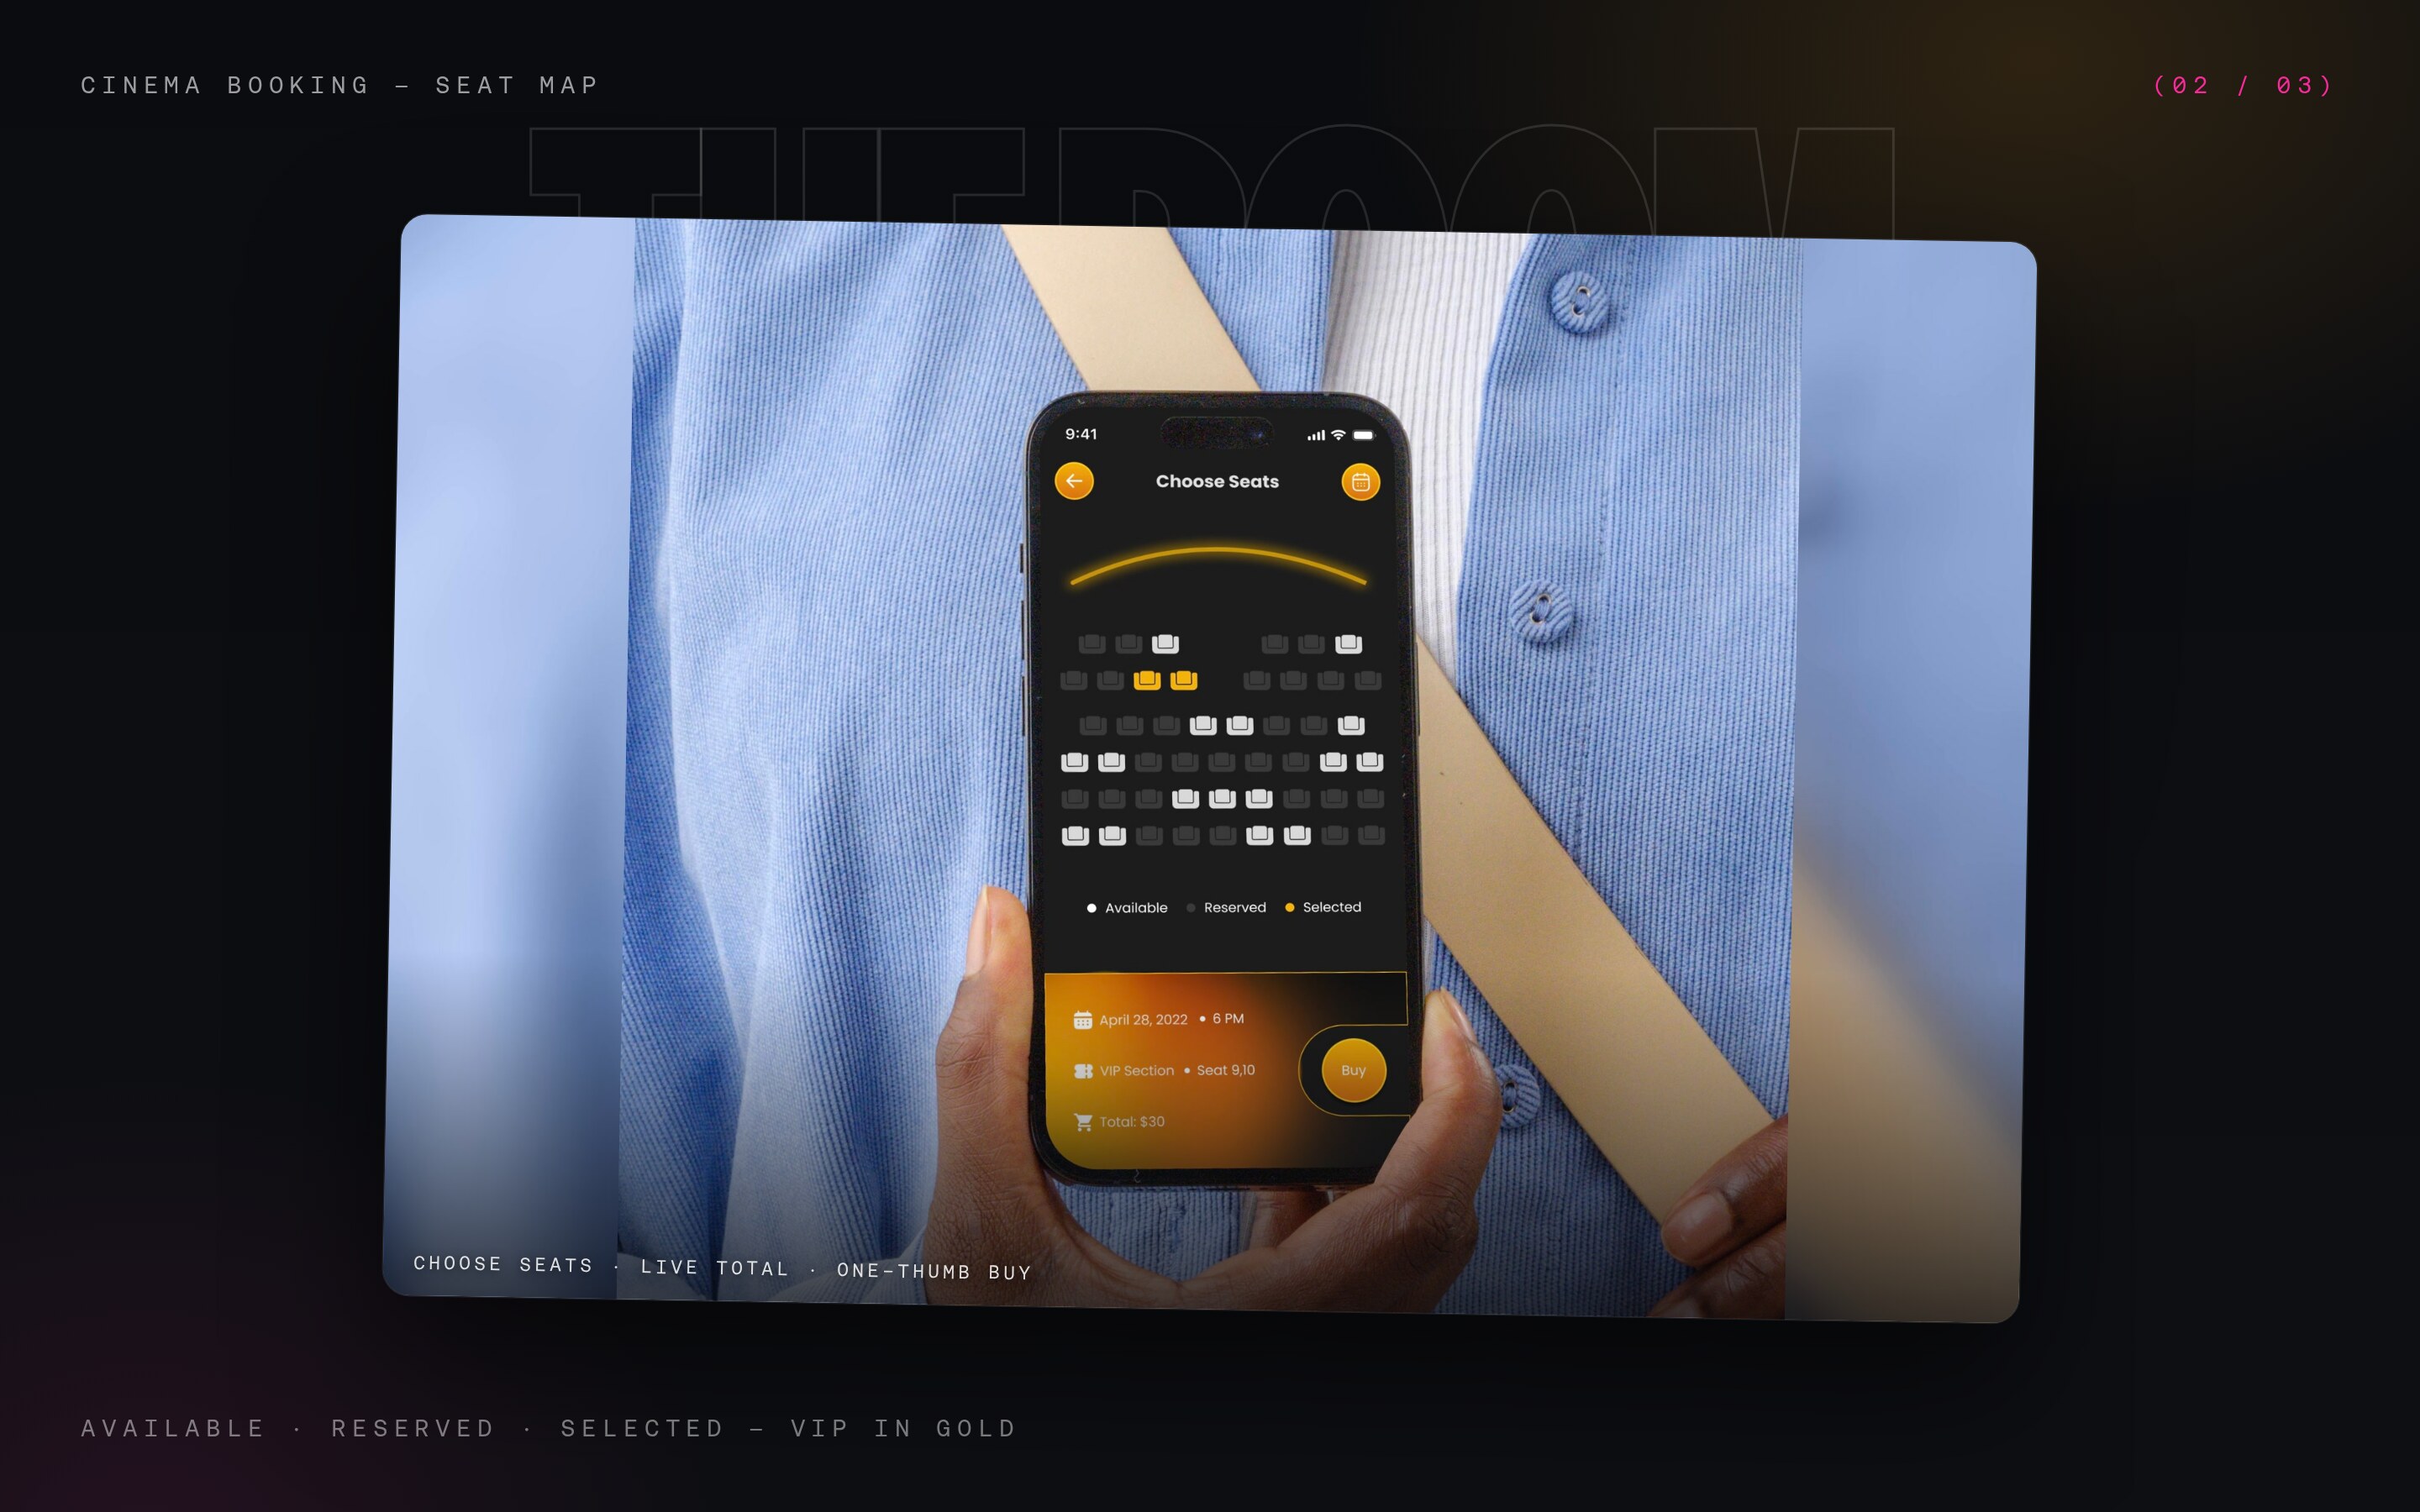 CINEMA BOOKING – SEAT MAP
(02 / 03)
THE ROOM
9:41
Choose Seats
Available Reserved Selected
April 28, 2022 • 6 PM
VIP Section • Seat 9,10
Buy
Total: $30
CHOOSE SEATS · LIVE TOTAL · ONE–THUMB BUY
AVAILABLE · RESERVED · SELECTED – VIP IN GOLD